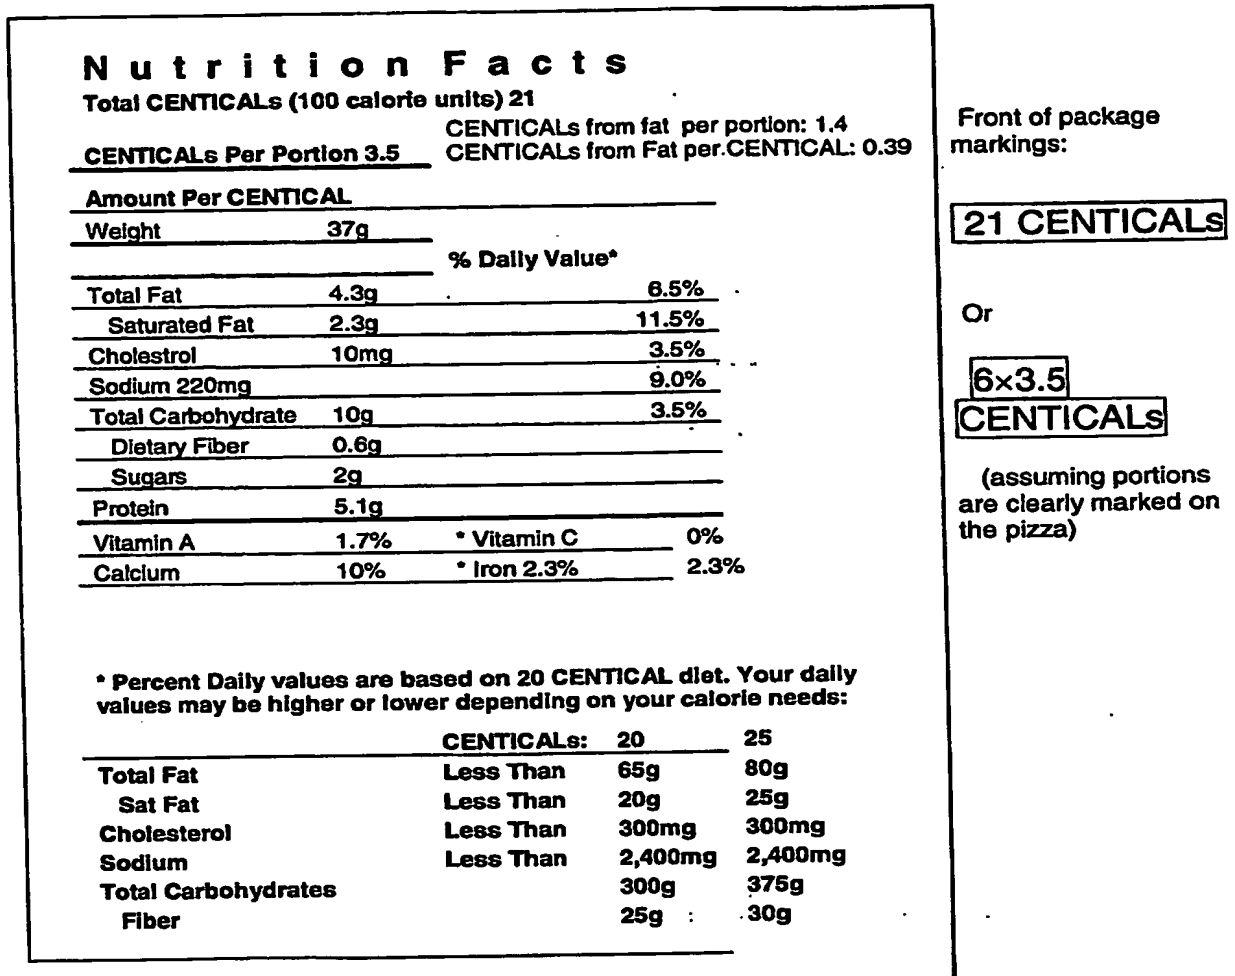 Nutrition Facts
Total CENTICALs (100 calorie units) 21
CENTICALs from fat per portion: 1.4
CENTICALs Per Portion 3.5 CENTICALs from Fat per.CENTICAL: 0.39
Amount Per CENTICAL
Weight 37g
% Daily Value*
Total Fat 4.3g 6.5%
Saturated Fat 2.3g 11.5%
Cholestrol 10mg 3.5%
Sodium 220mg 9.0%
Total Carbohydrate 10g 3.5%
Dietary Fiber 0.6g
Sugars 2g
Protein 5.1g
Vitamin A 1.7% * Vitamin C 0%
Calcium 10% * Iron 2.3% 2.3%
* Percent Daily values are based on 20 CENTICAL diet. Your daily
values may be higher or lower depending on your calorie needs:
CENTICALs: 20 25
Total Fat Less Than 65g 80g
Sat Fat Less Than 20g 25g
Cholesterol Less Than 300mg 300mg
Sodium Less Than 2,400mg 2,400mg
Total Carbohydrates 300g 375g
Fiber 25g 30g
Front of package
markings:
21 CENTICALs
Or
6×3.5
CENTICALs
(assuming portions
are clearly marked on
the pizza)